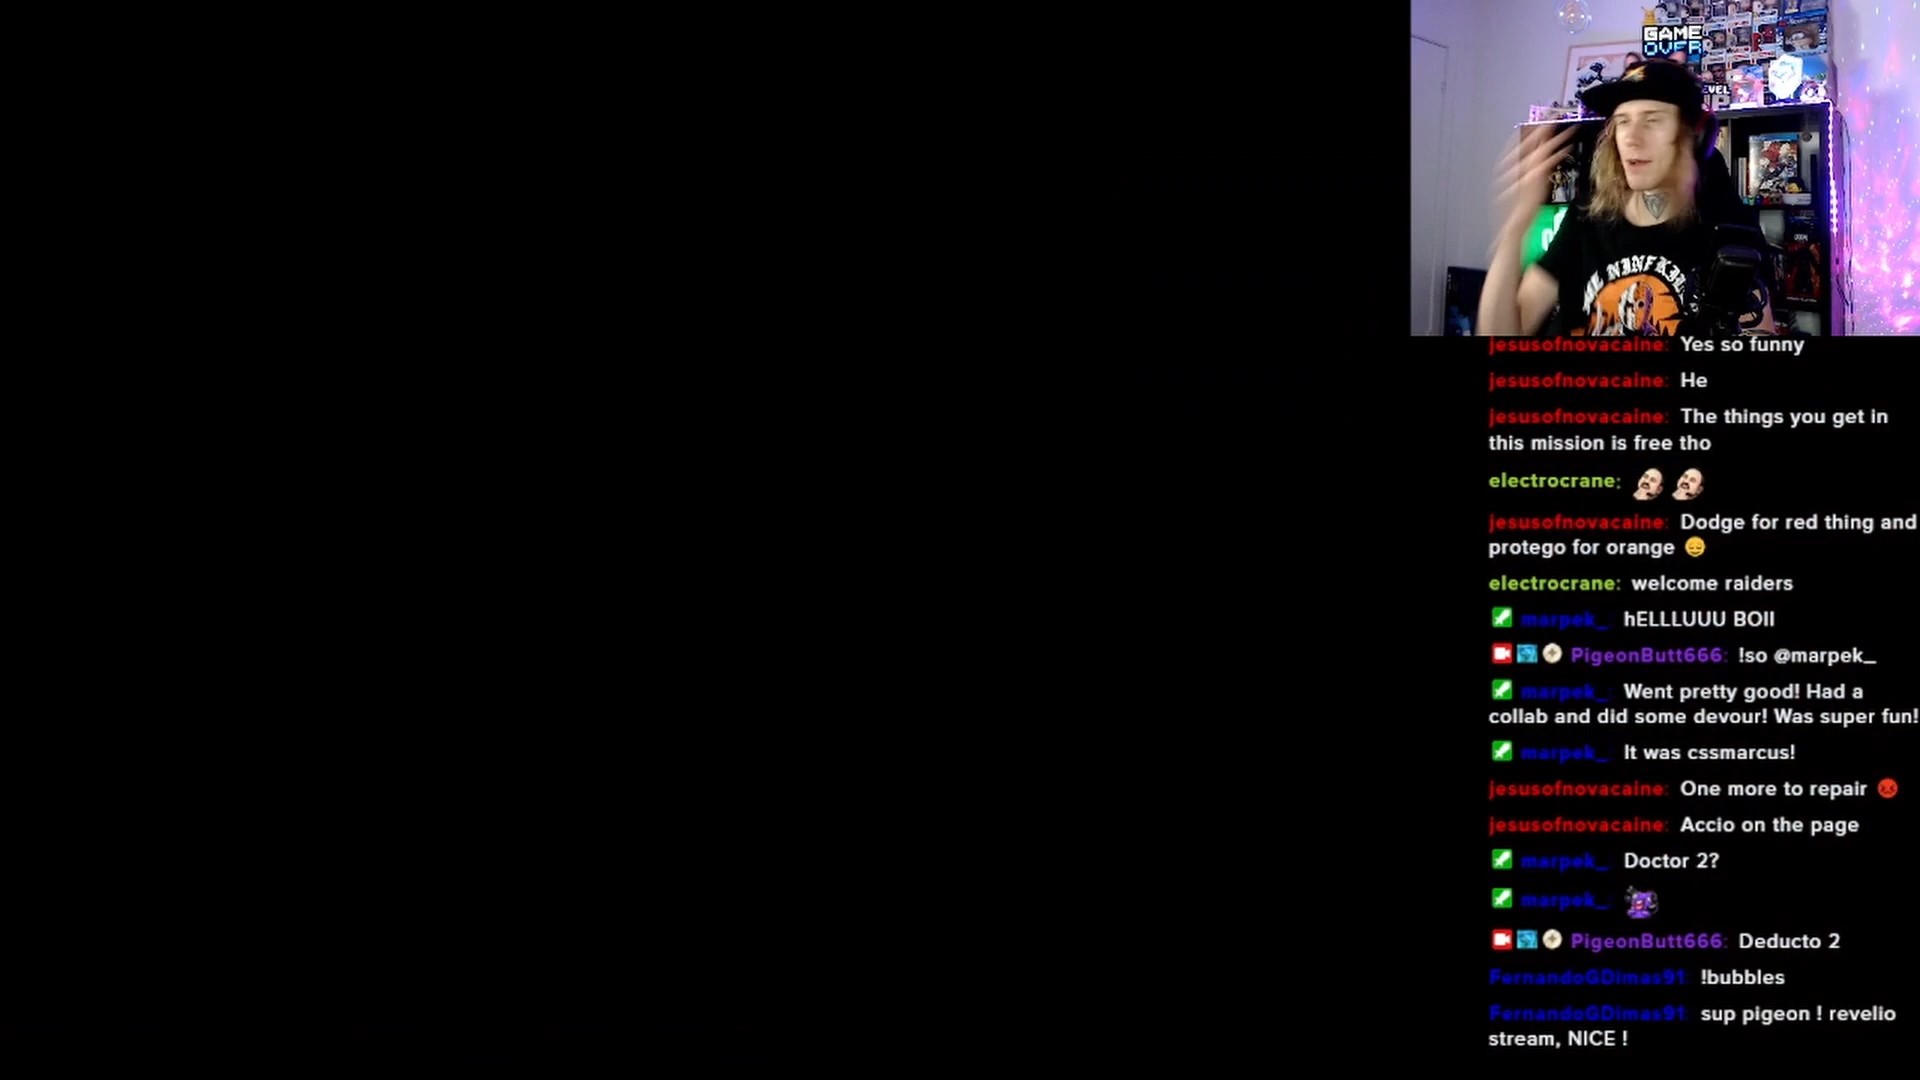 GAME
OVER
jesusofnovacaine: Yes so funny
jesusofnovacaine: He
jesusofnovacaine: The things you get in
this mission is free tho
electrocrane:
jesusofnovacaine: Dodge for red thing and
protego for orange 😑
electrocrane: welcome raiders
marpek_: hELLLUUU BOII
PigeonButt666: !so @marpek_
marpek_: Went pretty good! Had a
collab and did some devour! Was super fun!
marpek_: It was cssmarcus!
jesusofnovacaine: One more to repair 😡
jesusofnovacaine: Accio on the page
marpek_: Doctor 2?
marpek_:
PigeonButt666: Deducto 2
FernandoGDimas91: !bubbles
FernandoGDimas91: sup pigeon ! revelio
stream, NICE !